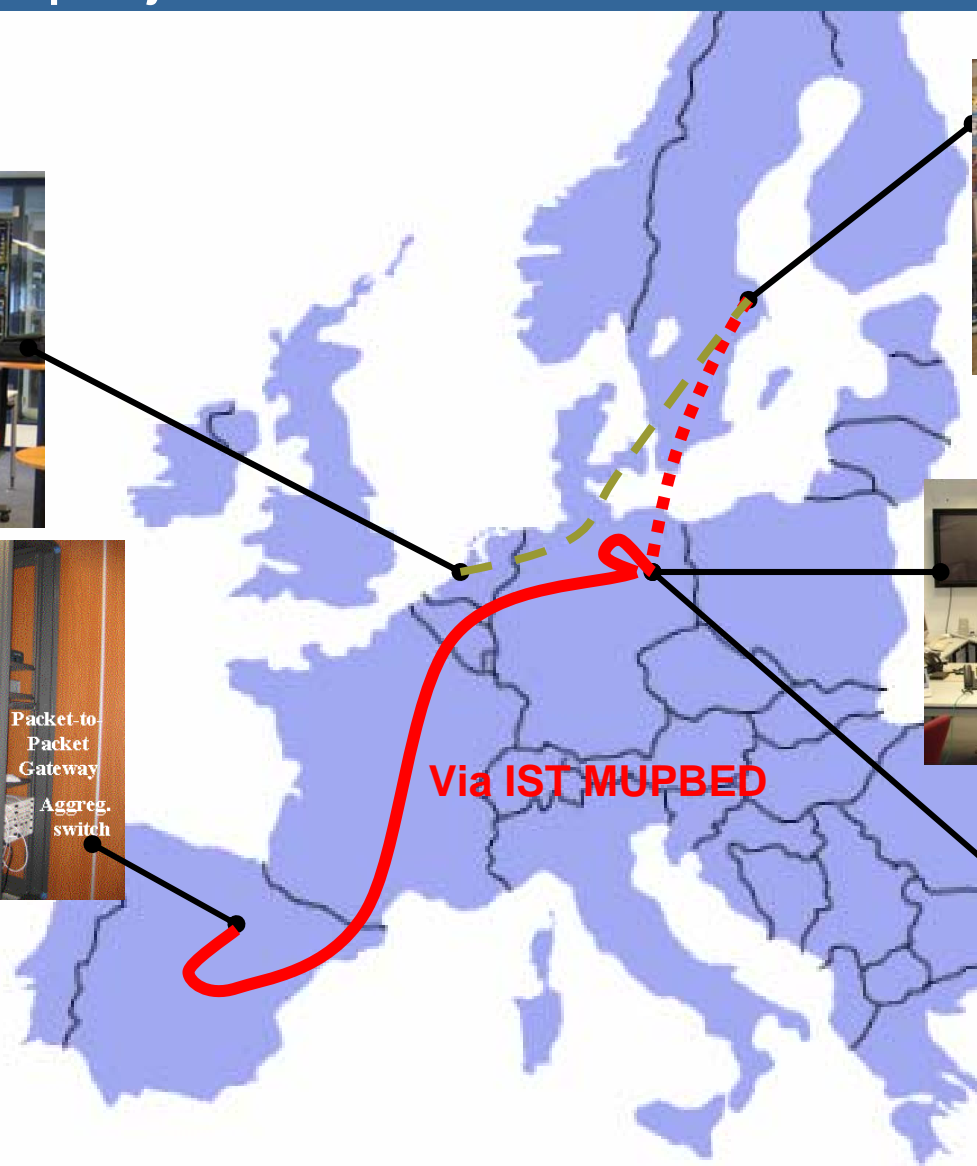 Packet-to-
Packet
Gateway
Aggreg.
switch
Via IST MUPBED